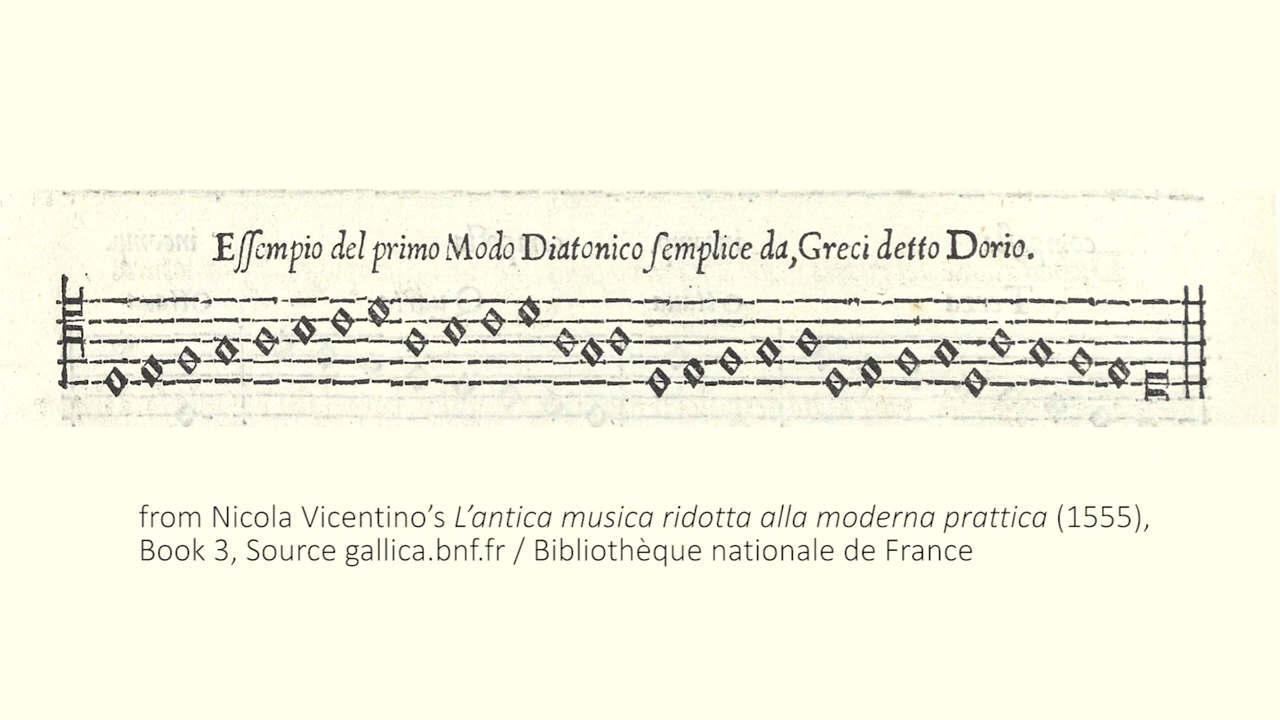 Eſſempio del primo Modo Diatonico ſemplice da,Greci detto Dorio.
from Nicola Vicentino’s L’antica musica ridotta alla moderna prattica (1555),
Book 3, Source gallica.bnf.fr / Bibliothèque nationale de France